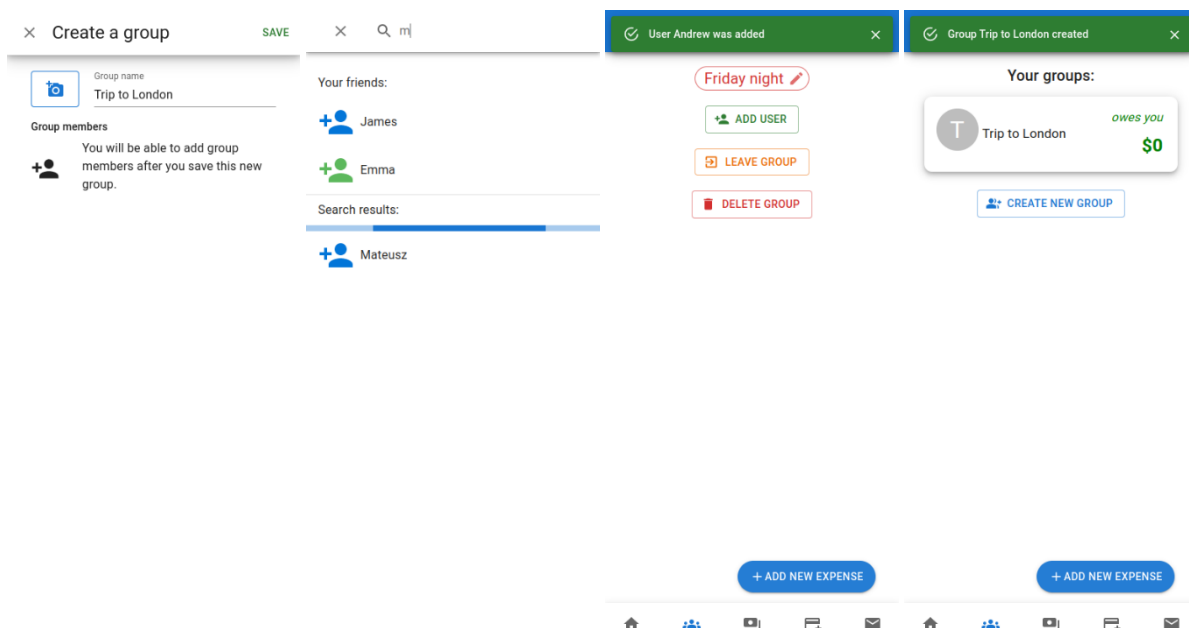 Create a group
SAVE
Group name
Trip to London
Group members
You will be able to add group
members after you save this new
group.
m
Your friends:
James
Emma
Search results:
Mateusz
User Andrew was added
Friday night
ADD USER
LEAVE GROUP
DELETE GROUP
+ ADD NEW EXPENSE
Group Trip to London created
Your groups:
T
Trip to London
owes you
$0
CREATE NEW GROUP
+ ADD NEW EXPENSE